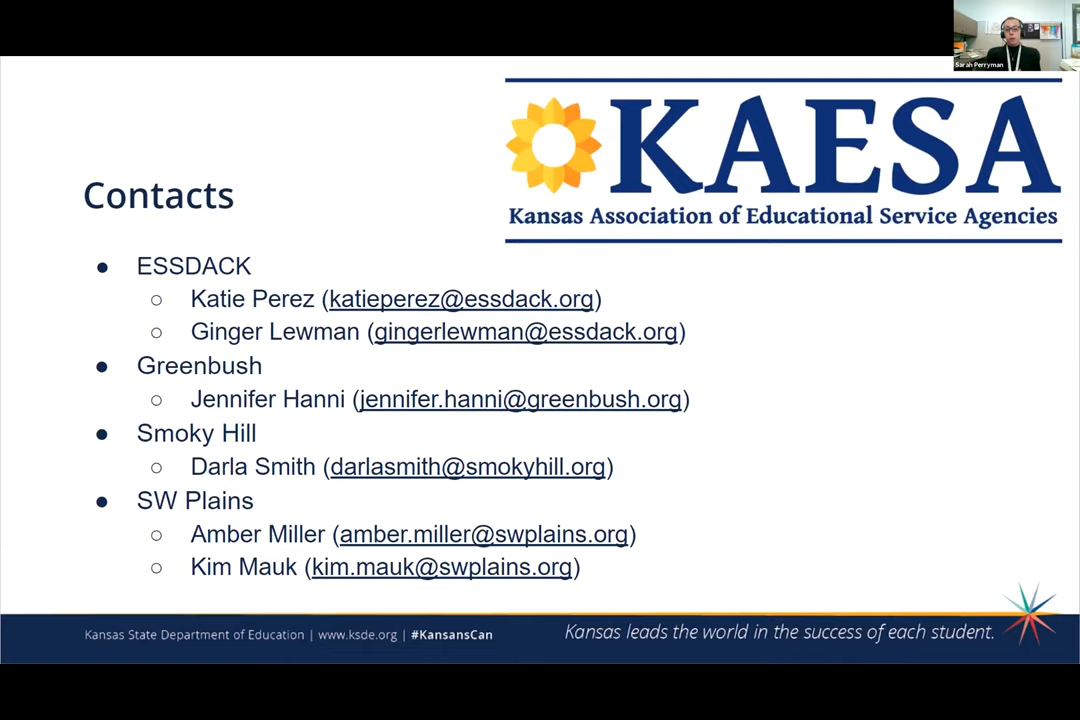 Sarah Perryman
KAESA
Kansas Association of Educational Service Agencies
Contacts
● ESSDACK
○ Katie Perez (katieperez@essdack.org)
○ Ginger Lewman (gingerlewman@essdack.org)
● Greenbush
○ Jennifer Hanni (jennifer.hanni@greenbush.org)
● Smoky Hill
○ Darla Smith (darlasmith@smokyhill.org)
● SW Plains
○ Amber Miller (amber.miller@swplains.org)
○ Kim Mauk (kim.mauk@swplains.org)
Kansas State Department of Education | www.ksde.org | #KansansCan
Kansas leads the world in the success of each student.